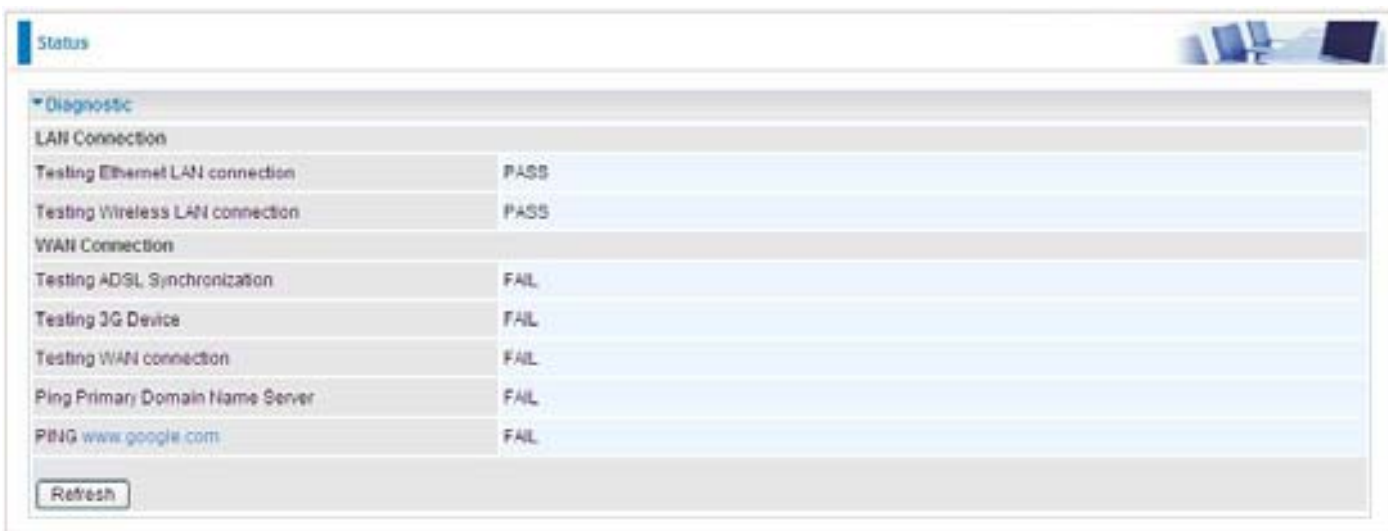 Status
Diagnostic
LAN Connection
Testing Ethernet LAN connection PASS
Testing Wireless LAN connection PASS
WAN Connection
Testing ADSL Synchronization FAIL
Testing 3G Device FAIL
Testing WAN connection FAIL
Ping Primary Domain Name Server FAIL
PING www.google.com FAIL
Refresh